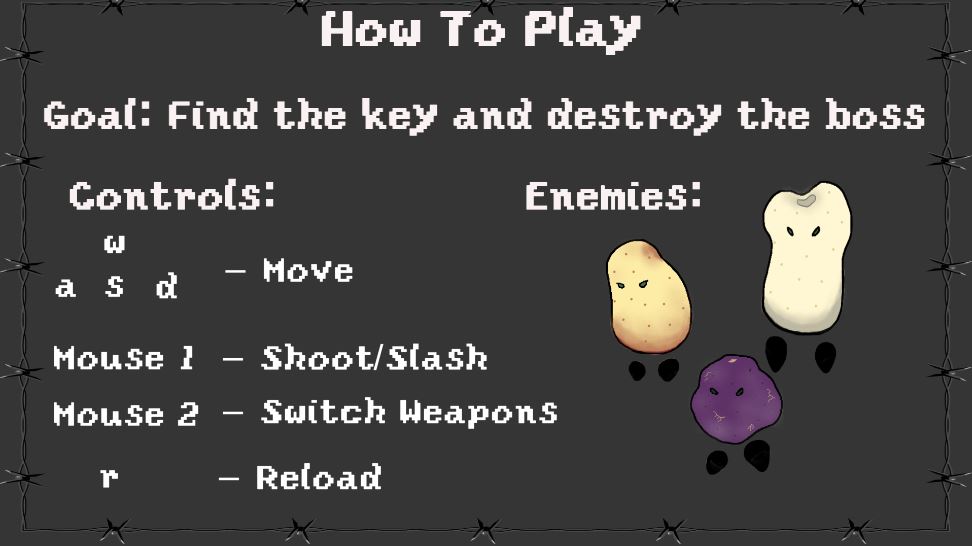 How To Play
Goal: Find the key and destroy the boss
Controls:
Enemies:
w
a s d - Move
Mouse 1 - Shoot/Slash
Mouse 2 - Switch Weapons
r - Reload